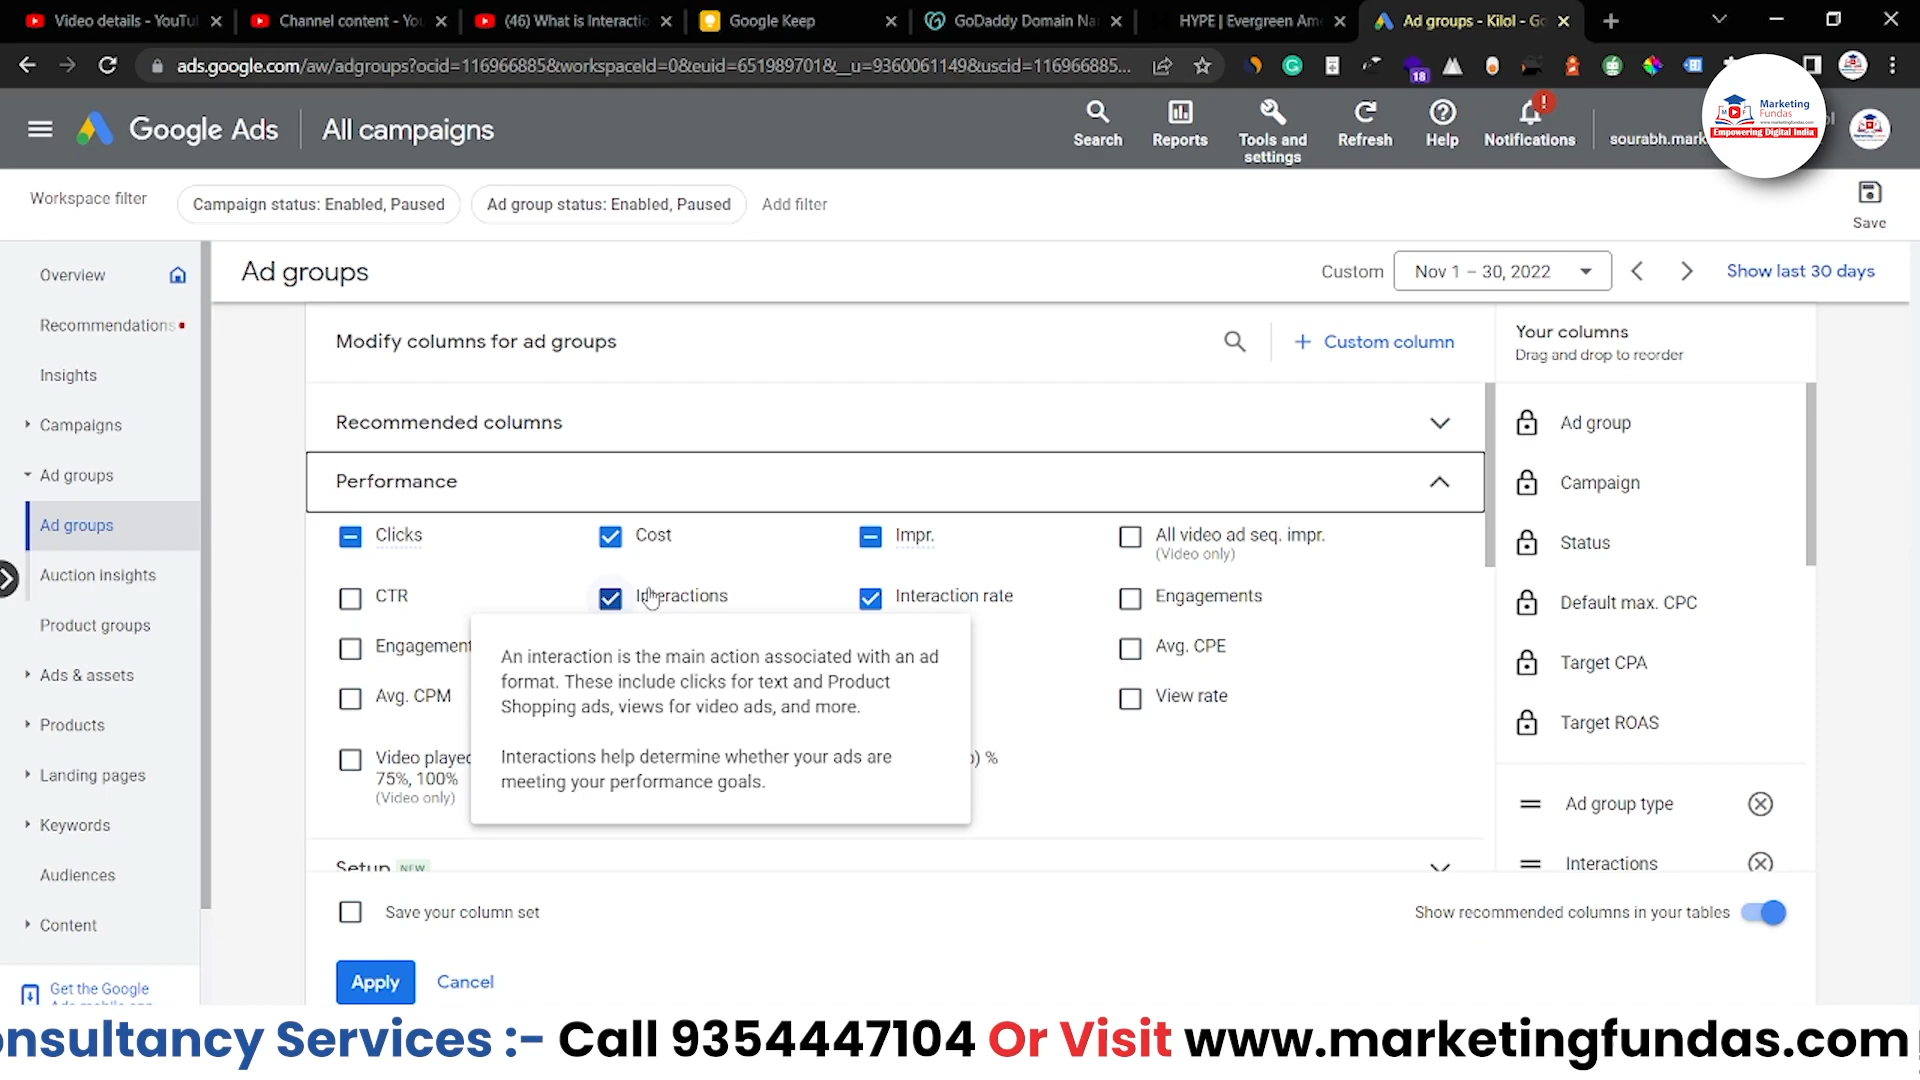 Video details - YouTu
Channel content - You
(46) What is Interactio
Google Keep
GoDaddy Domain Na
HYPE | Evergreen Am
Ad groups - Kilol - Go
ads.google.com/aw/adgroups?ocid=116966885&workspaceId=0&euid=651989701&__u=9360061149&uscid=116966885...
18
Google Ads
All campaigns
Search
Reports
Tools and
settings
Refresh
Help
Notifications
sourabh.mark
Marketing
Fundas
www.marketingfundas.com
Empowering Digital India
Workspace filter
Campaign status: Enabled, Paused
Ad group status: Enabled, Paused
Add filter
Save
Overview
Recommendations
Insights
Campaigns
Ad groups
Ad groups
Auction insights
Product groups
Ads & assets
Products
Landing pages
Keywords
Audiences
Content
Get the Google
Ads mobile app
Ad groups
Custom
Nov 1 – 30, 2022
Show last 30 days
Modify columns for ad groups
Custom column
Recommended columns
Performance
Clicks
Cost
Impr.
All video ad seq. impr.
(Video only)
CTR
Interactions
Interaction rate
Engagements
Engagement
Avg. CPE
Avg. CPM
View rate
Video played
75%, 100%
(Video only)
) %
An interaction is the main action associated with an ad
format. These include clicks for text and Product
Shopping ads, views for video ads, and more.
Interactions help determine whether your ads are
meeting your performance goals.
Setup NEW
Save your column set
Show recommended columns in your tables
Apply
Cancel
Your columns
Drag and drop to reorder
Ad group
Campaign
Status
Default max. CPC
Target CPA
Target ROAS
Ad group type
Interactions
onsultancy Services :- Call 9354447104 Or Visit www.marketingfundas.com